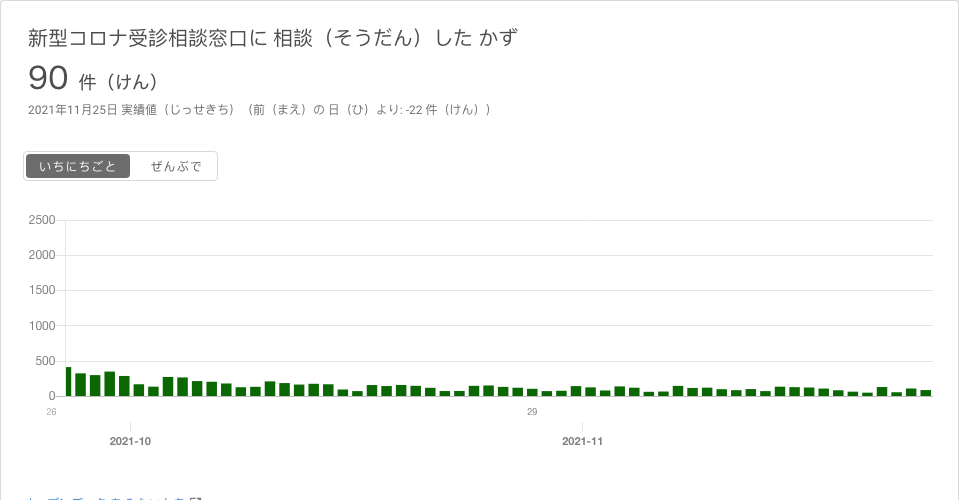 新型コロナ受診相談窓口に 相談（そうだん）した かず
90 件（けん）
2021年11月25日 実績値（じっせきち）（前（まえ）の 日（ひ）より: -22 件（けん））
いちにちごと ぜんぶで
2500
2000
1500
1000
500
0
26 29
2021-10 2021-11